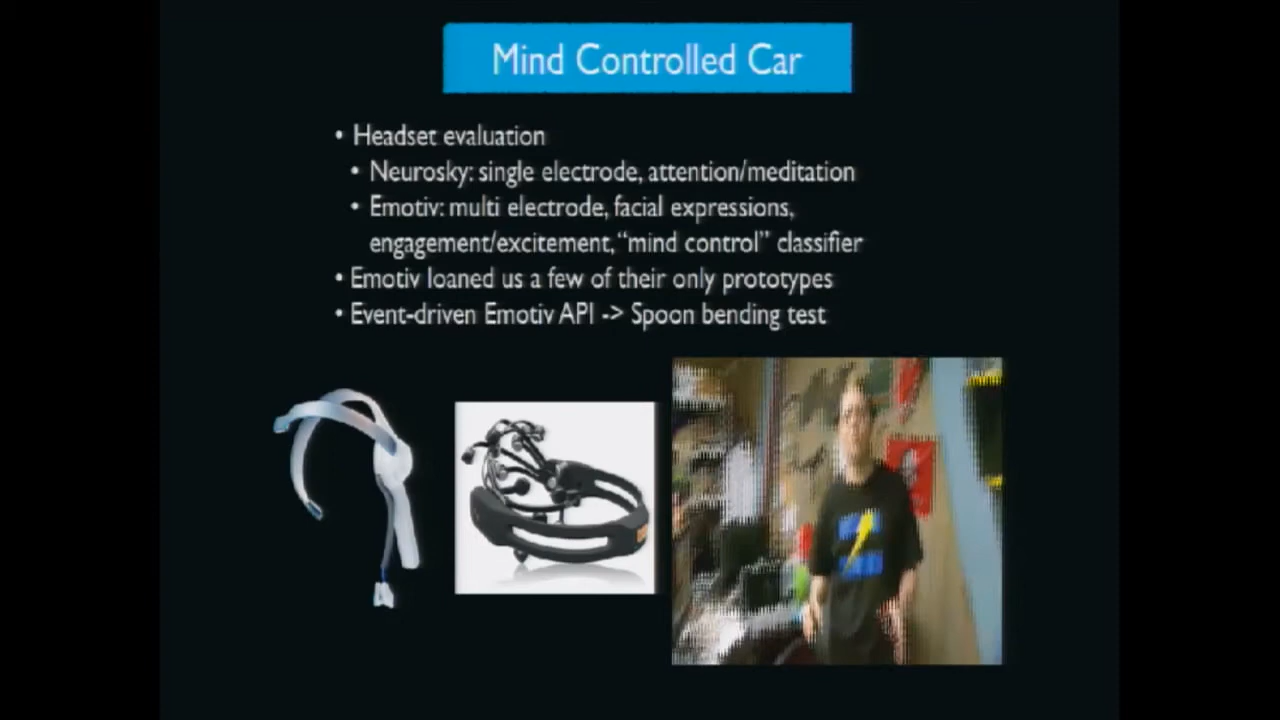 Mind Controlled Car
• Headset evaluation
• Neurosky: single electrode, attention/meditation
• Emotiv: multi electrode, facial expressions,
engagement/excitement, “mind control” classifier
• Emotiv loaned us a few of their only prototypes
• Event-driven Emotiv API -> Spoon bending test